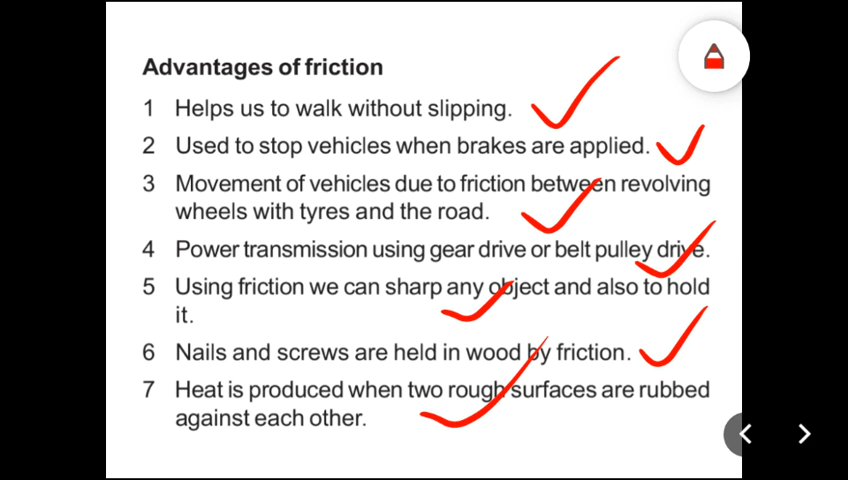 Advantages of friction
1 Helps us to walk without slipping.
2 Used to stop vehicles when brakes are applied.
3 Movement of vehicles due to friction between revolving
wheels with tyres and the road.
4 Power transmission using gear drive or belt pulley drive.
5 Using friction we can sharp any object and also to hold
it.
6 Nails and screws are held in wood by friction.
7 Heat is produced when two rough surfaces are rubbed
against each other.